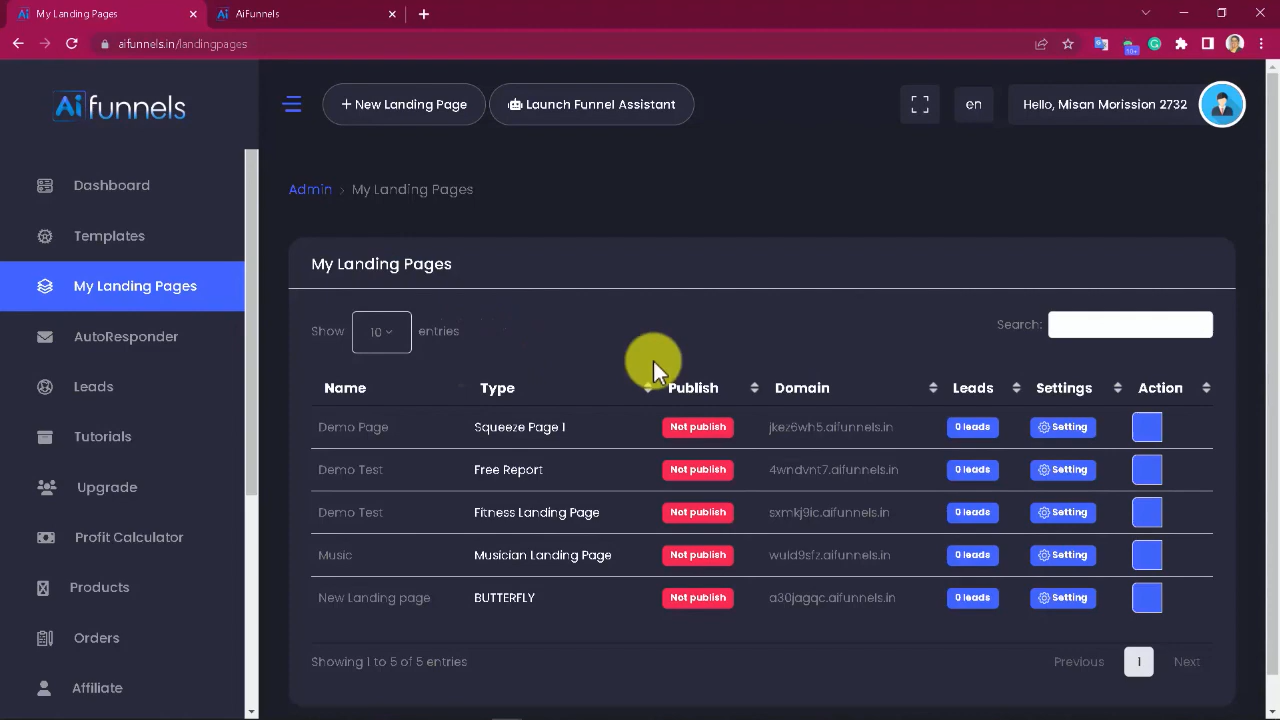 My Landing Pages
AiFunnels
aifunnels.in/landingpages
Aifunnels
+ New Landing Page
Launch Funnel Assistant
en
Hello, Misan Morission 2732
Dashboard
Templates
My Landing Pages
AutoResponder
Leads
Tutorials
Upgrade
Profit Calculator
Products
Orders
Affiliate
Admin > My Landing Pages
My Landing Pages
Show 10 entries
Search:
Name Type Publish Domain Leads Settings Action
Demo Page Squeeze Page 1 Not publish jkez6wh5.aifunnels.in 0 leads Setting
Demo Test Free Report Not publish 4wndvnt7.aifunnels.in 0 leads Setting
Demo Test Fitness Landing Page Not publish sxmkj9ic.aifunnels.in 0 leads Setting
Music Musician Landing Page Not publish wuld9sfz.aifunnels.in 0 leads Setting
New Landing page BUTTERFLY Not publish a30jagqc.aifunnels.in 0 leads Setting
Showing 1 to 5 of 5 entries
Previous 1 Next